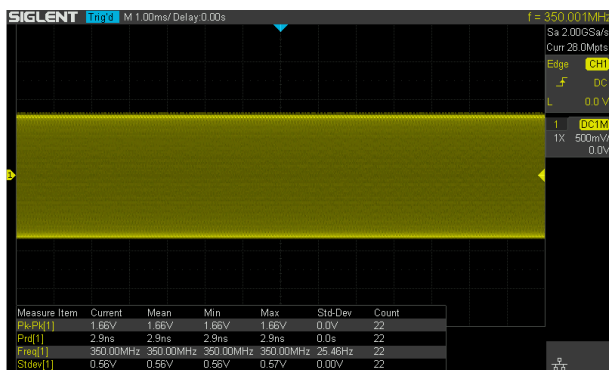 SIGLENT Trig'd M 1.00ms/ Delay:0.00s f = 350.001MHz
Sa 2.00GSa/s
Curr 28.0Mpts
Edge CH1
DC
L 0.0 V
1 DC1M
1X 500mV/
0.0V
1
Measure Item Current Mean Min Max Std-Dev Count
Pk-Pk[1] 1.66V 1.66V 1.66V 1.66V 0.0V 22
Prd[1] 2.9ns 2.9ns 2.9ns 2.9ns 0.0s 22
Freq[1] 350.00MHz 350.00MHz 350.00MHz 350.00MHz 25.46Hz 22
Stdev[1] 0.56V 0.56V 0.56V 0.57V 0.00V 22